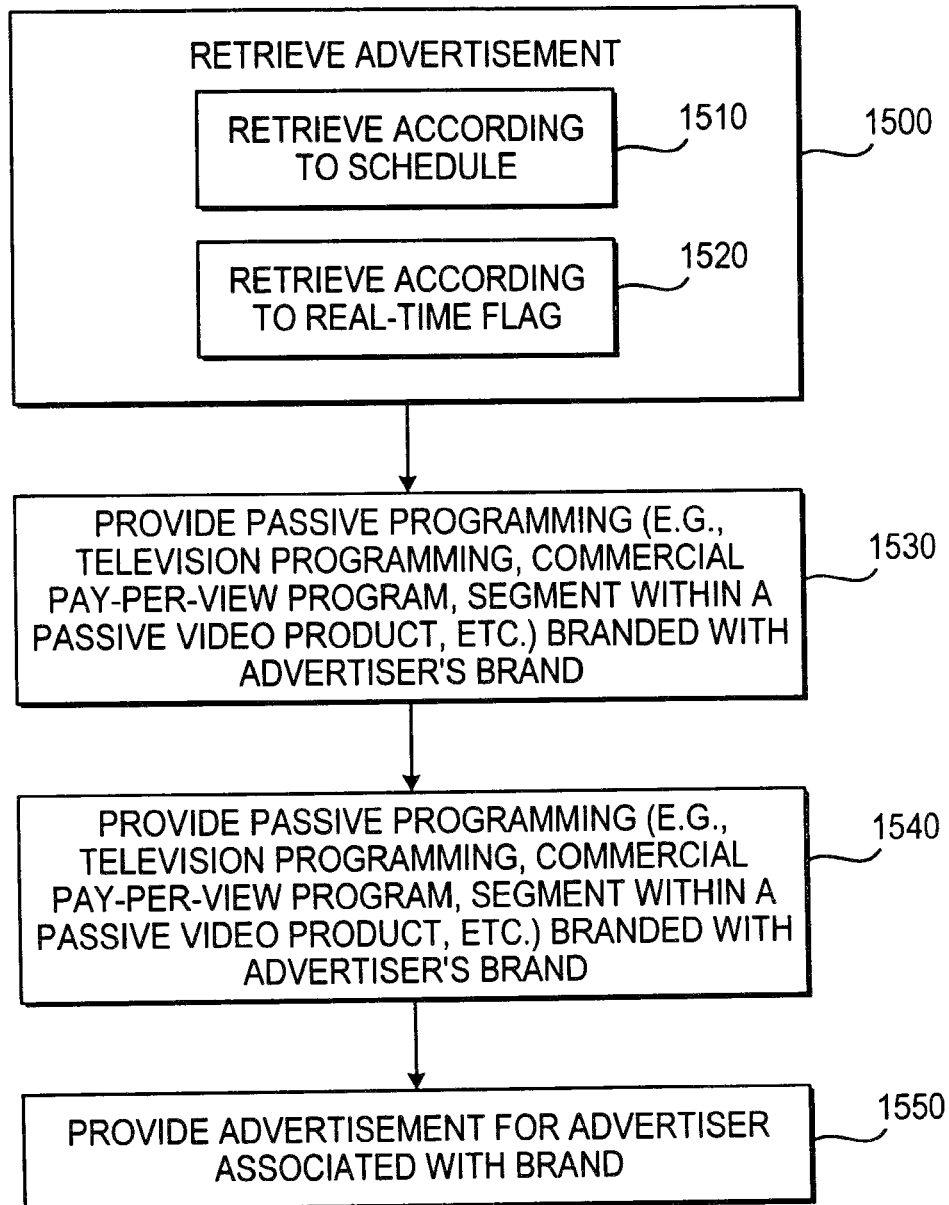 RETRIEVE ADVERTISEMENT
RETRIEVE ACCORDING
TO SCHEDULE
1510
1500
RETRIEVE ACCORDING
TO REAL-TIME FLAG
1520
PROVIDE PASSIVE PROGRAMMING (E.G.,
TELEVISION PROGRAMMING, COMMERCIAL
PAY-PER-VIEW PROGRAM, SEGMENT WITHIN A
PASSIVE VIDEO PRODUCT, ETC.) BRANDED WITH
ADVERTISER'S BRAND
1530
PROVIDE PASSIVE PROGRAMMING (E.G.,
TELEVISION PROGRAMMING, COMMERCIAL
PAY-PER-VIEW PROGRAM, SEGMENT WITHIN A
PASSIVE VIDEO PRODUCT, ETC.) BRANDED WITH
ADVERTISER'S BRAND
1540
PROVIDE ADVERTISEMENT FOR ADVERTISER
ASSOCIATED WITH BRAND
1550